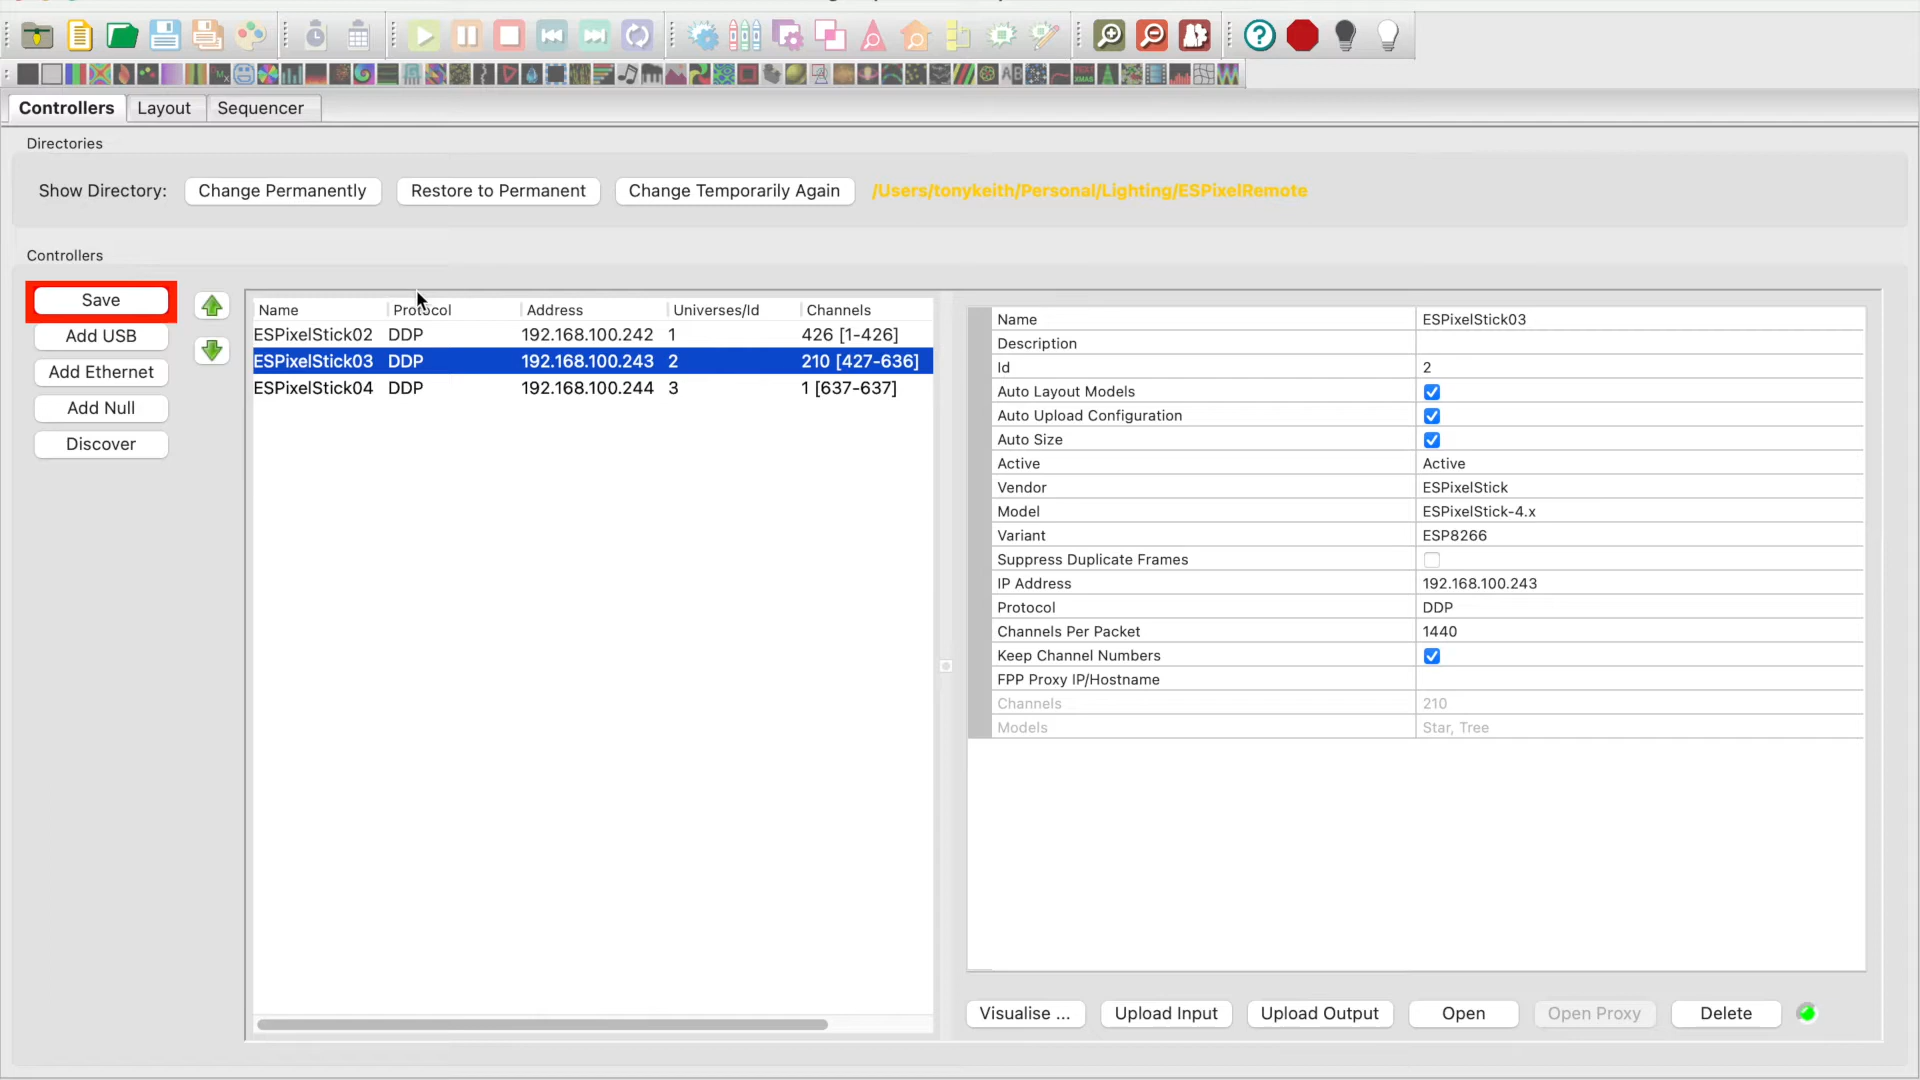 Controllers Layout Sequencer
Directories
Show Directory: Change Permanently Restore to Permanent Change Temporarily Again /Users/tonykeith/Personal/Lighting/ESPixelRemote
Controllers
Save
Add USB
Add Ethernet
Add Null
Discover
Name Protocol Address Universes/Id Channels
ESPixelStick02 DDP 192.168.100.242 1 426 [1-426]
ESPixelStick03 DDP 192.168.100.243 2 210 [427-636]
ESPixelStick04 DDP 192.168.100.244 3 1 [637-637]
Name ESPixelStick03
Description
Id 2
Auto Layout Models
Auto Upload Configuration
Auto Size
Active Active
Vendor ESPixelStick
Model ESPixelStick-4.x
Variant ESP8266
Suppress Duplicate Frames
IP Address 192.168.100.243
Protocol DDP
Channels Per Packet 1440
Keep Channel Numbers
FPP Proxy IP/Hostname
Channels 210
Models Star, Tree
Visualise ... Upload Input Upload Output Open Open Proxy Delete